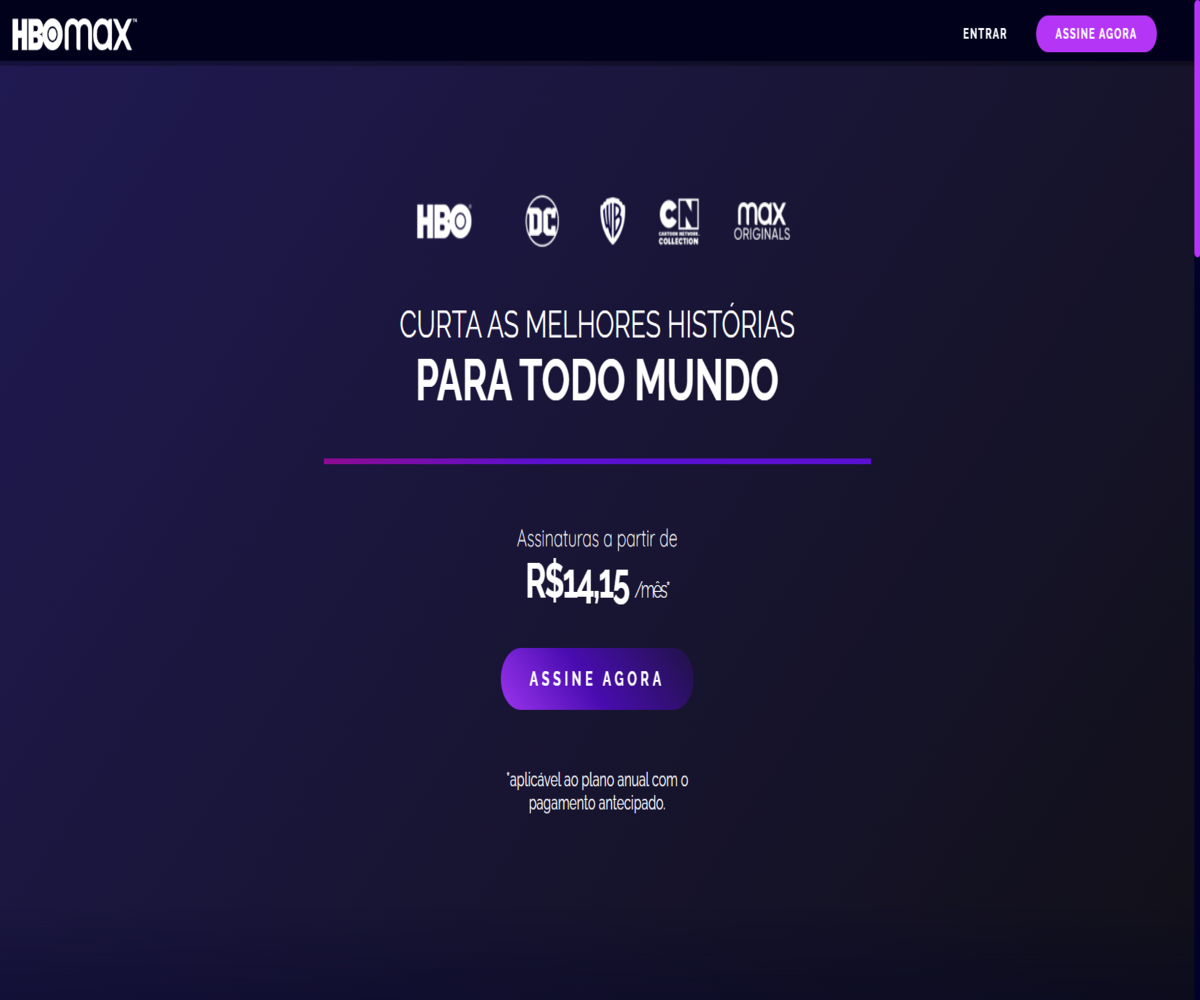 HBOMAX™
ENTRAR
ASSINE AGORA
HBO
DC
WB
CN
CARTOON NETWORK
COLLECTION
max
ORIGINALS
CURTA AS MELHORES HISTÓRIAS
PARA TODO MUNDO
Assinaturas a partir de
R$14,15 /mês*
ASSINE AGORA
*aplicável ao plano anual com o
pagamento antecipado.